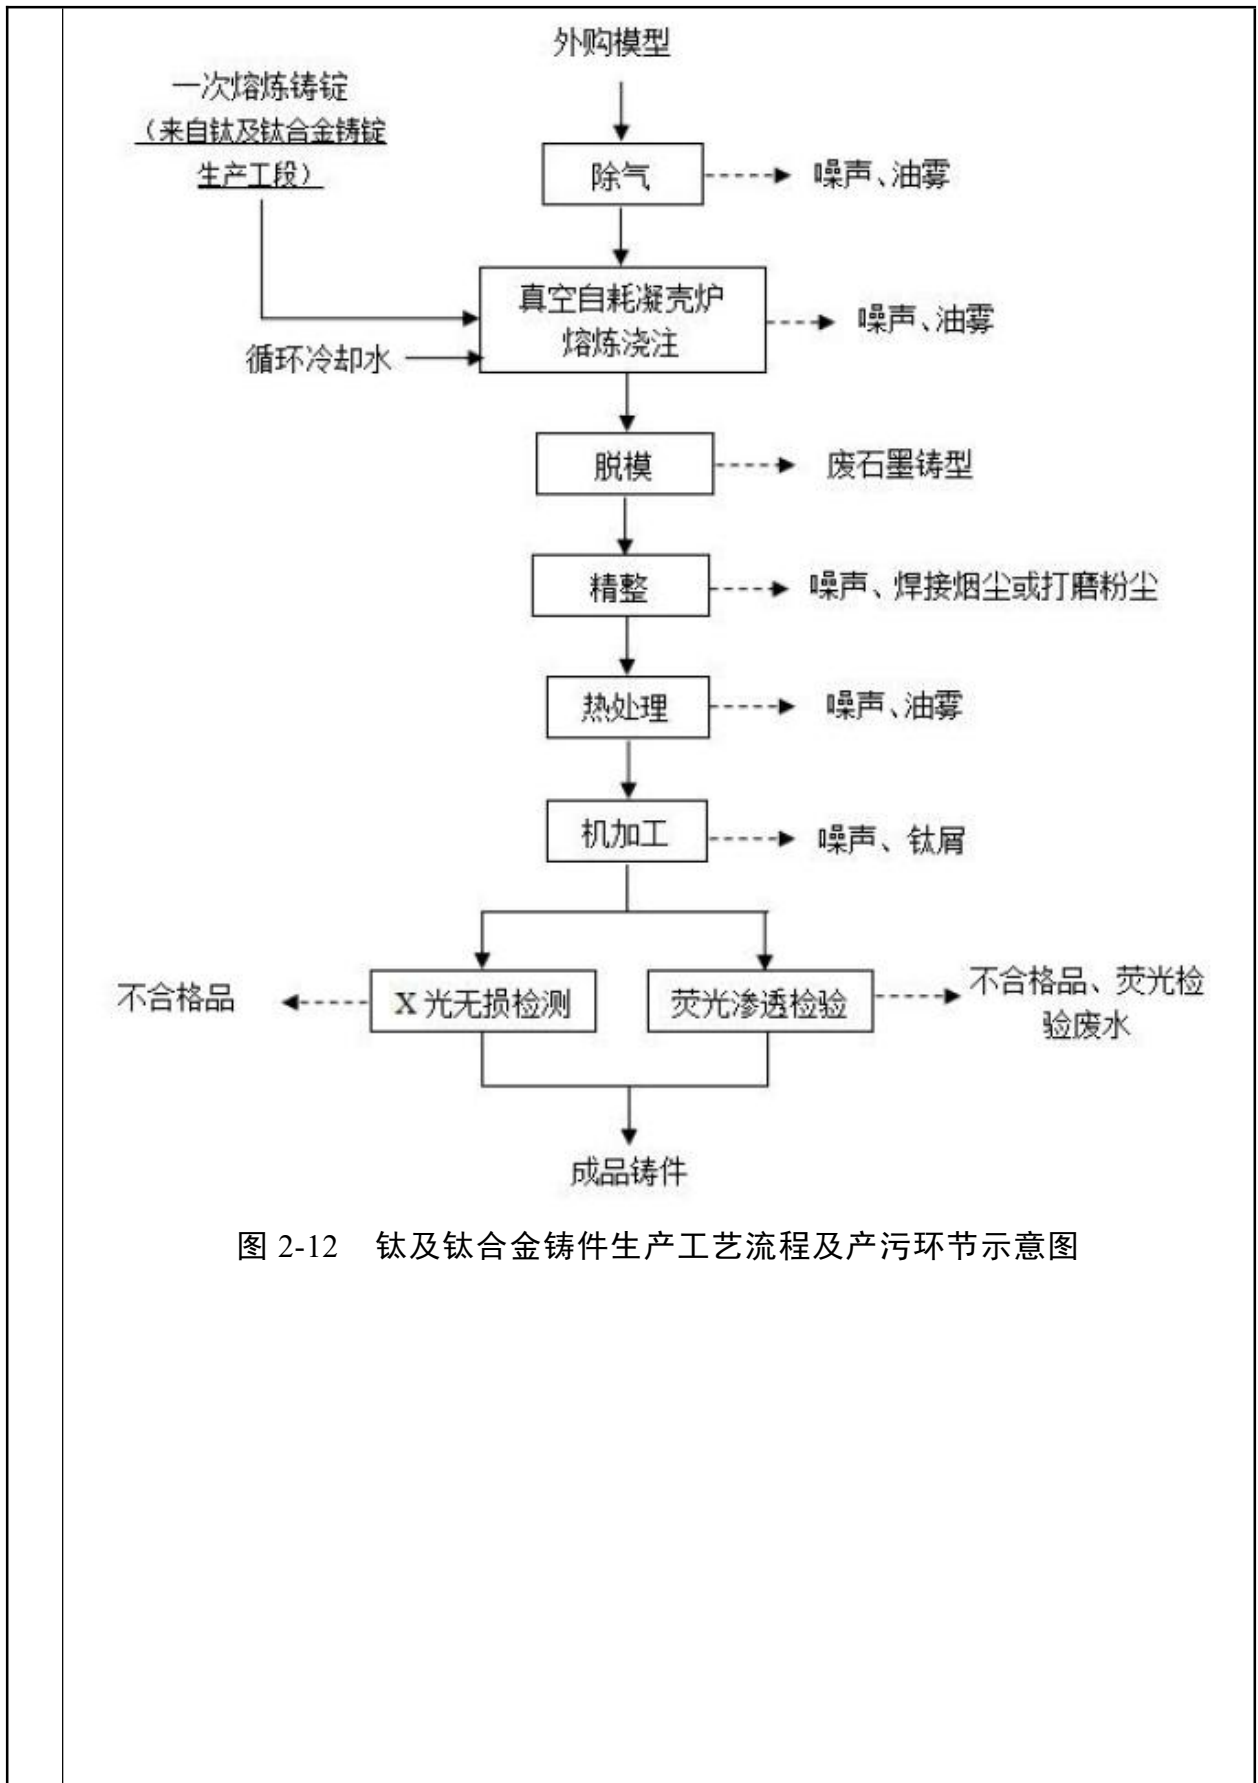 外购模型
一次熔炼铸锭
（来自钛及钛合金铸锭
生产工段）
除气
噪声、油雾
真空自耗凝壳炉
熔炼浇注
噪声、油雾
循环冷却水
脱模
废石墨铸型
精整
噪声、焊接烟尘或打磨粉尘
热处理
噪声、油雾
机加工
噪声、钛屑
不合格品
X 光无损检测
荧光渗透检验
不合格品、荧光检
验废水
成品铸件
图 2-12 钛及钛合金铸件生产工艺流程及产污环节示意图